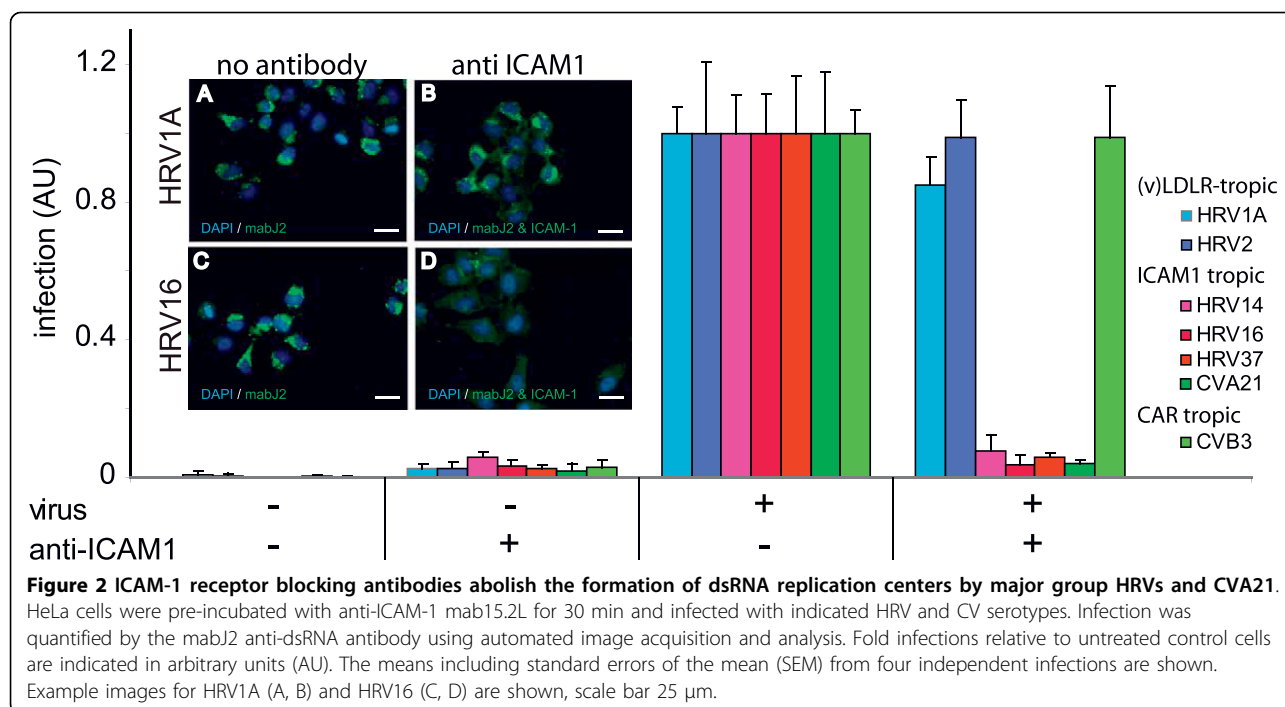 1.2
0.8
0.4
0
infection (AU)
no antibody
anti ICAM1
HRV1A
HRV16
A
DAPI / mabJ2
B
mabJ2 & ICAM-1
C
DAPI / mabJ2
D
DAPI / mabJ2 & ICAM-1
(v)LDLR-tropic
HRV1A
HRV2
ICAM1 tropic
HRV14
HRV16
HRV37
CVA21
CAR tropic
CVB3
virus - - + +
anti-ICAM1 - + - +
Figure 2 ICAM-1 receptor blocking antibodies abolish the formation of dsRNA replication centers by major group HRVs and CVA21.
HeLa cells were pre-incubated with anti-ICAM-1 mab15.2L for 30 min and infected with indicated HRV and CV serotypes. Infection was
quantified by the mabJ2 anti-dsRNA antibody using automated image acquisition and analysis. Fold infections relative to untreated control cells
are indicated in arbitrary units (AU). The means including standard errors of the mean (SEM) from four independent infections are shown.
Example images for HRV1A (A, B) and HRV16 (C, D) are shown, scale bar 25 μm.